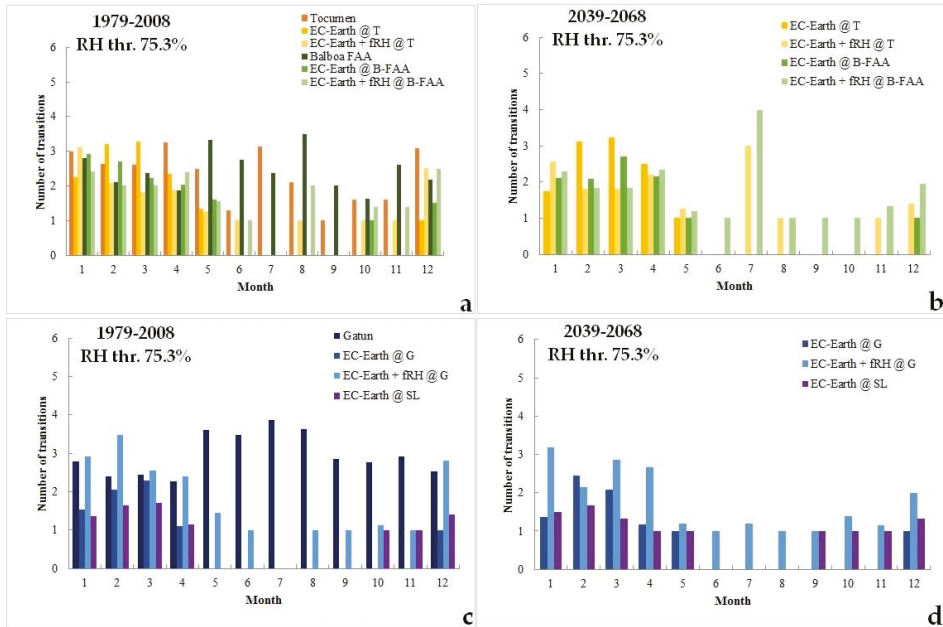 1979-2008
RH thr. 75.3%
Tocumen
EC-Earth @ T
EC-Earth + fRH @ T
Balboa FAA
EC-Earth @ B-FAA
EC-Earth + fRH @ B-FAA
Number of transitions
6
5
4
3
2
1
0
1 2 3 4 5 6 7 8 9 10 11 12
Month
a
2039-2068
RH thr. 75.3%
EC-Earth @ T
EC-Earth + fRH @ T
EC-Earth @ B-FAA
EC-Earth + fRH @ B-FAA
Number of transitions
6
5
4
3
2
1
0
1 2 3 4 5 6 7 8 9 10 11 12
Month
b
1979-2008
RH thr. 75.3%
Gatun
EC-Earth @ G
EC-Earth + fRH @ G
EC-Earth @ SL
Number of transitions
6
5
4
3
2
1
0
1 2 3 4 5 6 7 8 9 10 11 12
Month
c
2039-2068
RH thr. 75.3%
EC-Earth @ G
EC-Earth + fRH @ G
EC-Earth @ SL
Number of transitions
6
5
4
3
2
1
0
1 2 3 4 5 6 7 8 9 10 11 12
Month
d